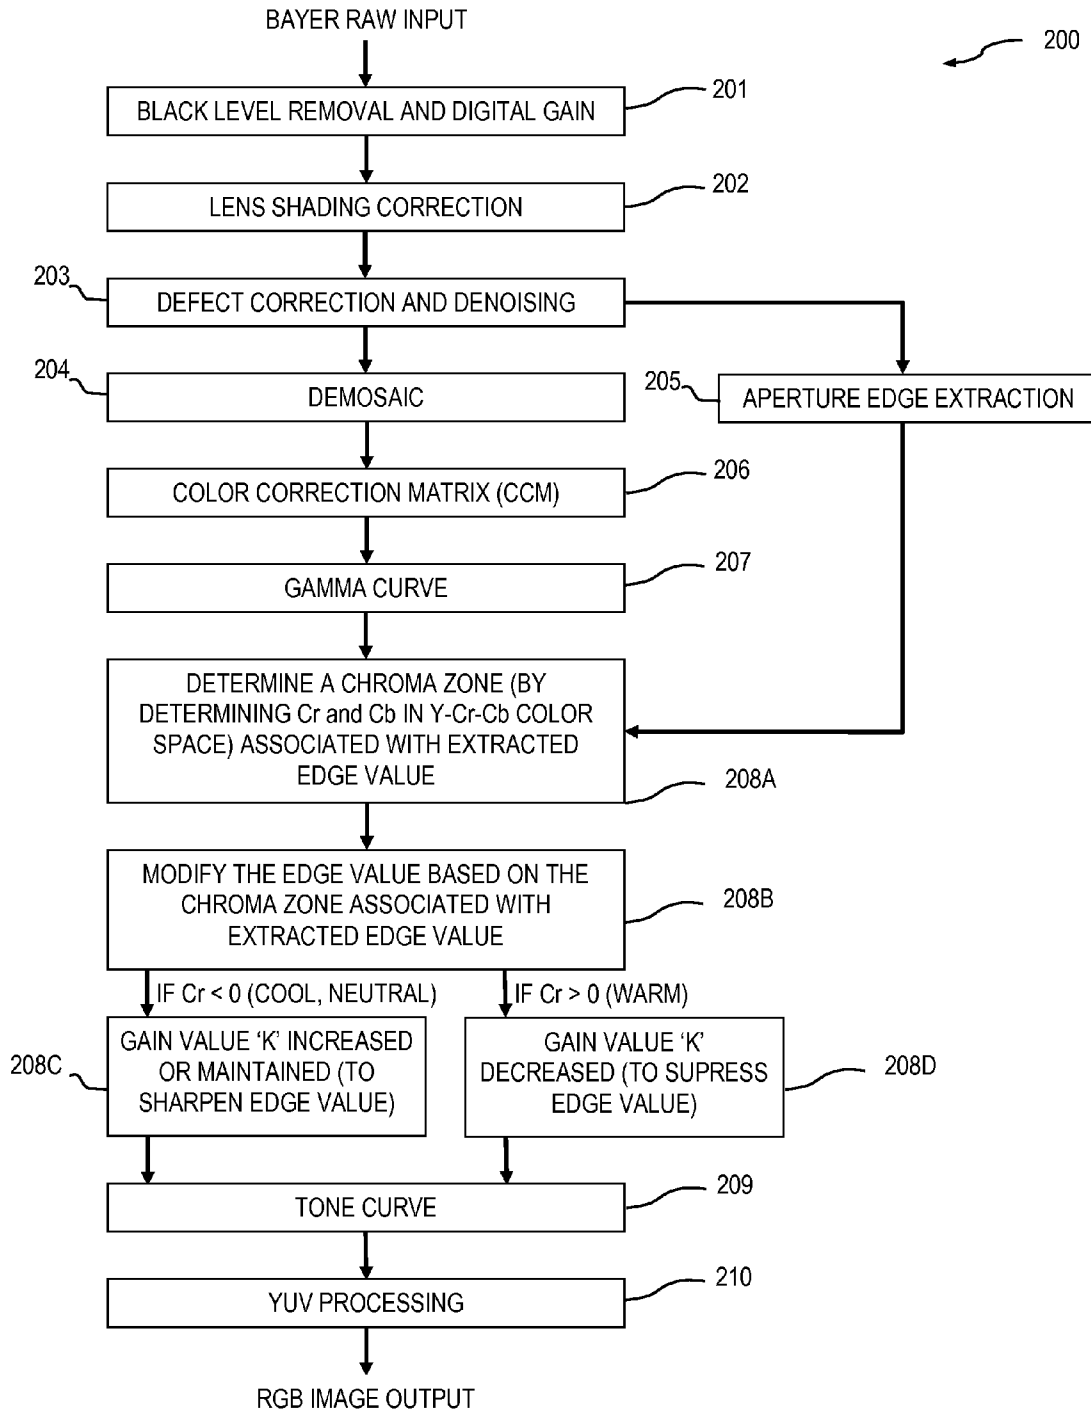 BAYER RAW INPUT
200
201
BLACK LEVEL REMOVAL AND DIGITAL GAIN
202
LENS SHADING CORRECTION
203
DEFECT CORRECTION AND DENOISING
204
DEMOSAIC
205
APERTURE EDGE EXTRACTION
206
COLOR CORRECTION MATRIX (CCM)
207
GAMMA CURVE
DETERMINE A CHROMA ZONE (BY
DETERMINING Cr and Cb IN Y-Cr-Cb COLOR
SPACE) ASSOCIATED WITH EXTRACTED
EDGE VALUE
208A
MODIFY THE EDGE VALUE BASED ON THE
CHROMA ZONE ASSOCIATED WITH
EXTRACTED EDGE VALUE
208B
IF Cr < 0 (COOL, NEUTRAL)
IF Cr > 0 (WARM)
208C
GAIN VALUE ‘K’ INCREASED
OR MAINTAINED (TO
SHARPEN EDGE VALUE)
GAIN VALUE ‘K’
DECREASED (TO SUPRESS
EDGE VALUE)
208D
209
TONE CURVE
210
YUV PROCESSING
RGB IMAGE OUTPUT